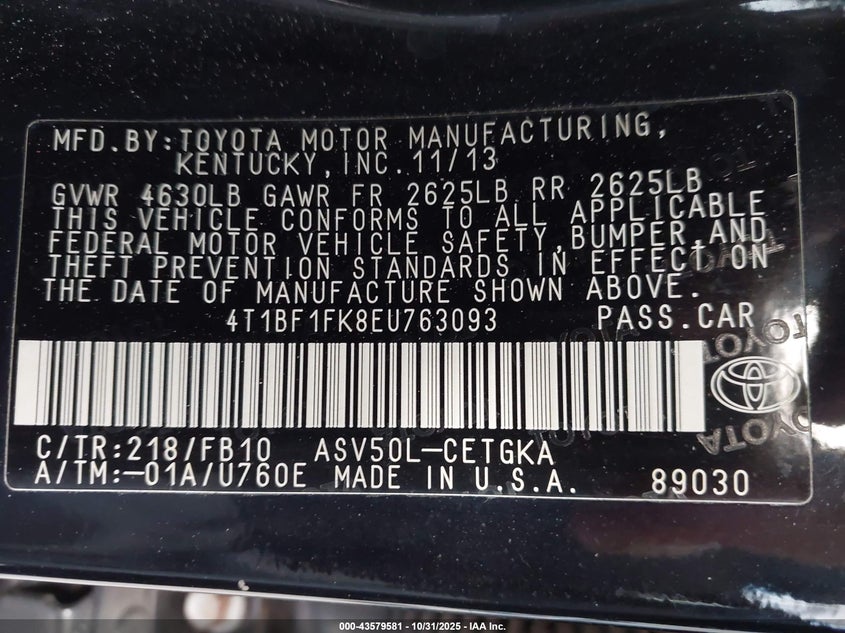 MFD.BY:TOYOTA MOTOR MANUFACTURING,
KENTUCKY,INC.11/13
GVWR 4630LB GAWR FR 2625LB RR 2625LB
THIS VEHICLE CONFORMS TO ALL APPLICABLE
FEDERAL MOTOR VEHICLE SAFETY,BUMPER,AND
THEFT PREVENTION STANDARDS IN EFFECT ON
THE DATE OF MANUFACTURE SHOWN ABOVE.
4T1BF1FK8EU763093 PASS.CAR
TOYOTA
TOYOTA
C/TR:218/FB10 ASV50L-CETGKA
A/TM:-01A/U760E MADE IN U.S.A. 89030
000-43579581 - 10/31/2025 - IAA Inc.